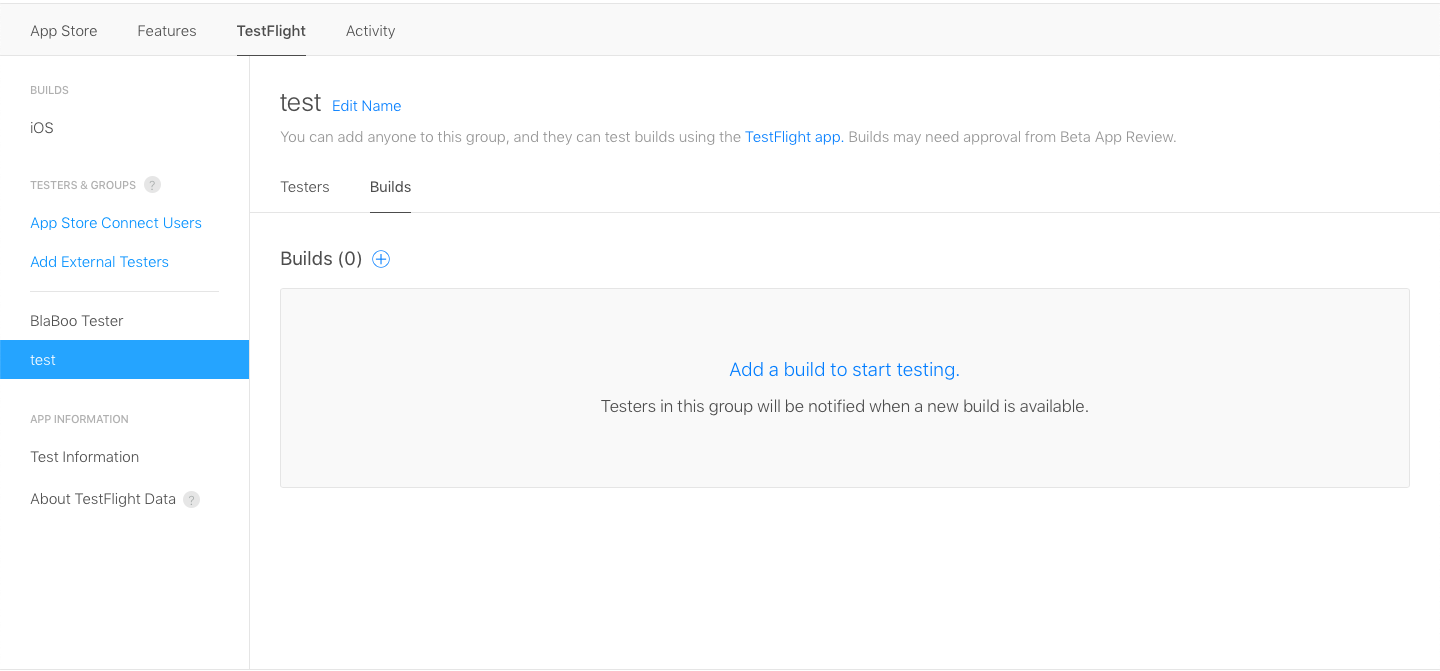 App Store Features TestFlight Activity
BUILDS
iOS
TESTERS & GROUPS ?
App Store Connect Users
Add External Testers
BlaBoo Tester
test
APP INFORMATION
Test Information
About TestFlight Data ?
test Edit Name
You can add anyone to this group, and they can test builds using the TestFlight app. Builds may need approval from Beta App Review.
Testers Builds
Builds (0)
Add a build to start testing.
Testers in this group will be notified when a new build is available.